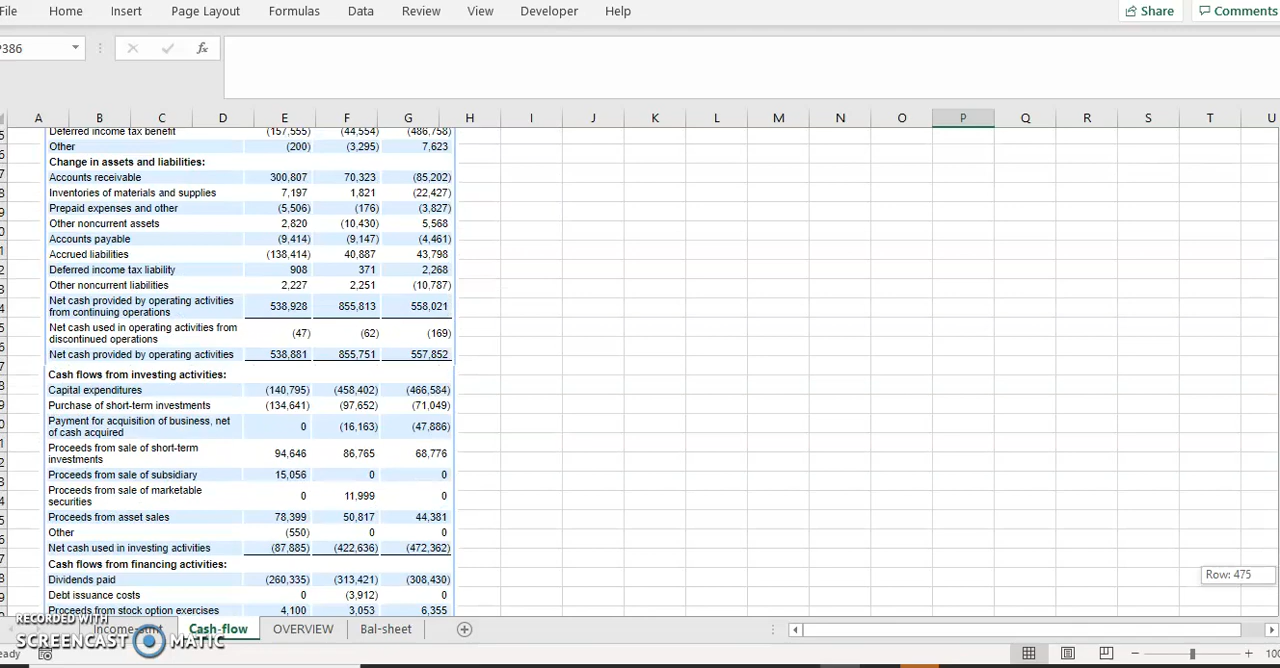 File Home Insert Page Layout Formulas Data Review View Developer Help Share Comments
P386 fx
A B C D E F G H I J K L M N O P Q R S T U
Deferred income tax benefit (157,555) (44,554) (486,758)
Other (200) (3,295) 7,623
Change in assets and liabilities:
Accounts receivable 300,807 70,323 (85,202)
Inventories of materials and supplies 7,197 1,821 (22,427)
Prepaid expenses and other (5,506) (176) (3,827)
Other noncurrent assets 2,820 (10,430) 5,568
Accounts payable (9,414) (9,147) (4,461)
Accrued liabilities (138,414) 40,887 43,798
Deferred income tax liability 908 371 2,268
Other noncurrent liabilities 2,227 2,251 (10,787)
Net cash provided by operating activities
from continuing operations 538,928 855,813 558,021
Net cash used in operating activities from
discontinued operations (47) (62) (169)
Net cash provided by operating activities 538,881 855,751 557,852
Cash flows from investing activities:
Capital expenditures (140,795) (458,402) (466,584)
Purchase of short-term investments (134,641) (97,652) (71,049)
Payment for acquisition of business, net
of cash acquired 0 (16,163) (47,886)
Proceeds from sale of short-term
investments 94,646 86,765 68,776
Proceeds from sale of subsidiary 15,056 0 0
Proceeds from sale of marketable
securities 0 11,999 0
Proceeds from asset sales 78,399 50,817 44,381
Other (550) 0 0
Net cash used in investing activities (87,885) (422,636) (472,362)
Cash flows from financing activities:
Dividends paid (260,335) (313,421) (308,430)
Row: 475
Debt issuance costs 0 (3,912) 0
Proceeds from stock option exercises 4,100 3,053 6,355
RECORDED WITH
Income-stmt Cash-flow OVERVIEW Bal-sheet
SCREENCAST MATIC
eady 100